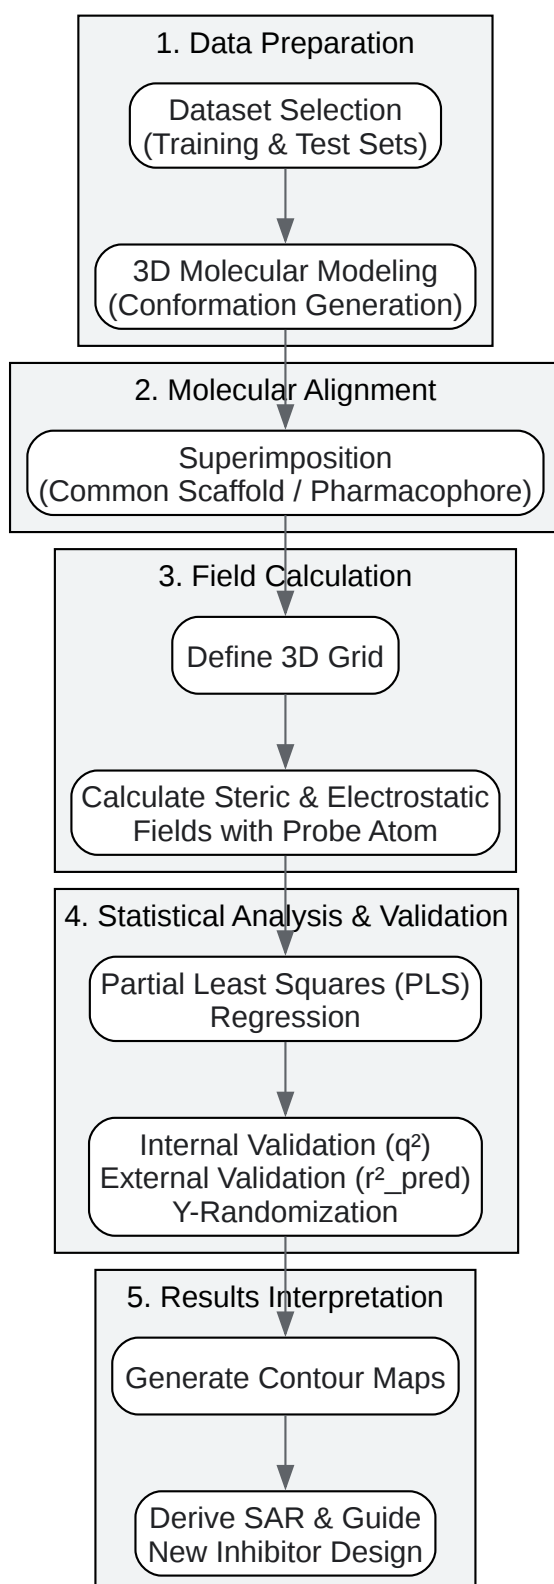 1. Data Preparation
Dataset Selection
(Training & Test Sets)
3D Molecular Modeling
(Conformation Generation)
2. Molecular Alignment
Superimposition
(Common Scaffold / Pharmacophore)
3. Field Calculation
Define 3D Grid
Calculate Steric & Electrostatic
Fields with Probe Atom
4. Statistical Analysis & Validation
Partial Least Squares (PLS)
Regression
Internal Validation (q²)
External Validation (r²_pred)
Y-Randomization
5. Results Interpretation
Generate Contour Maps
Derive SAR & Guide
New Inhibitor Design